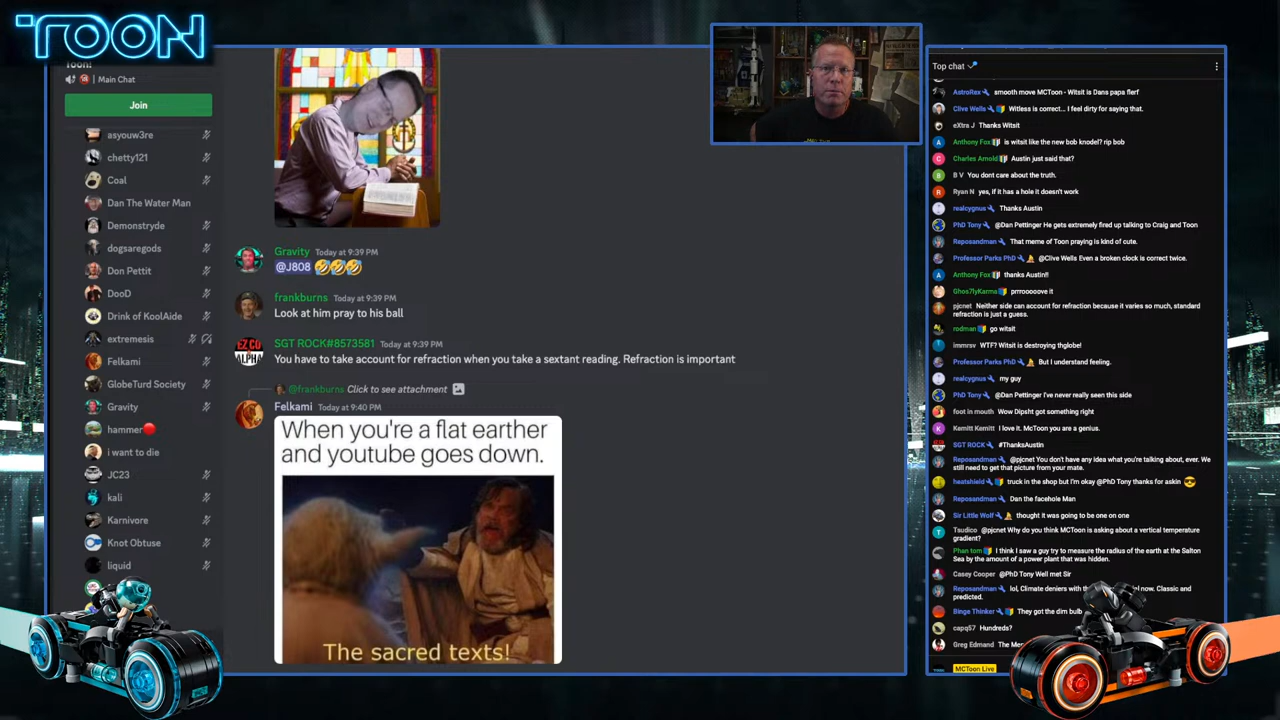 TOON
Toon!
Main Chat
Join
asyouw3re
chetty121
Coal
Dan The Water Man
Demonstryde
dogsaregods
Don Pettit
DooD
Drink of KoolAide
extremesis
Felkami
GlobeTurd Society
Gravity
hammer
i want to die
JC23
kali
Karnivore
Knot Obtuse
liquid
Gravity Today at 9:39 PM
@J808 🤣🤣🤣
frankburns Today at 9:39 PM
Look at him pray to his ball
EZ GO
ALPHA
SGT ROCK#8573581 Today at 9:39 PM
You have to take account for refraction when you take a sextant reading. Refraction is important
@frankburns Click to see attachment
Felkami Today at 9:40 PM
When you're a flat earther
and youtube goes down.
The sacred texts!
Top chat
AstroRex smooth move MCToon - Witsit is Dans papa flerf
Clive Wells Witless is correct... I feel dirty for saying that.
eXtra J Thanks Witsit
A Anthony Fox is witsit like the new bob knodel? rip bob
C Charles Arnold Austin just said that?
B B V You dont care about the truth.
R Ryan N yes, if it has a hole it doesn't work
realcygnus Thanks Austin
PhD Tony @Dan Pettinger He gets extremely fired up talking to Craig and Toon
Reposandman That meme of Toon praying is kind of cute.
Professor Parks PhD @Clive Wells Even a broken clock is correct twice.
A Anthony Fox thanks Austin!!
Ghos7lyKarma prrroooooove it
pjcnet Neither side can account for refraction because it varies so much, standard
refraction is just a guess.
rodman go witsit
immrsv WTF? Witsit is destroying thglobe!
Professor Parks PhD But I understand feeling.
realcygnus my guy
PhD Tony @Dan Pettinger I've never really seen this side
foot in mouth Wow Dipsht got something right
K Kemitt Kemitt I love it. McToon you are a genius.
SGT ROCK #ThanksAustin
Reposandman @pjcnet You don't have any idea what you're talking about, ever. We
still need to get that picture from your mate.
heatshield truck in the shop but I'm okay @PhD Tony thanks for askin 😎
Reposandman Dan the facehole Man
Sir Little Wolf thought it was going to be one on one
T Tsudico @pjcnet Why do you think MCToon is asking about a vertical temperature
gradient?
Phan tom I think I saw a guy try to measure the radius of the earth at the Salton
Sea by the amount of a power plant that was hidden.
Casey Cooper @PhD Tony Well met Sir
Reposandman lol, Climate deniers with the now. Classic and
predicted.
Binge Thinker They got the dim bulb
capq57 Hundreds?
Greg Edmand The
MCToon Live